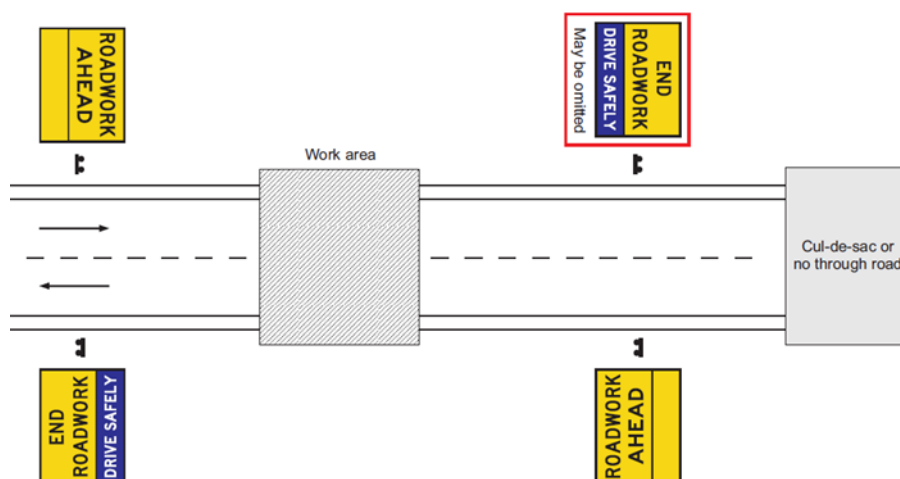 ROADWORK
AHEAD
END
ROADWORK
DRIVE SAFELY
May be omitted
Work area
Cul-de-sac or
no through road
END
ROADWORK
DRIVE SAFELY
ROADWORK
AHEAD